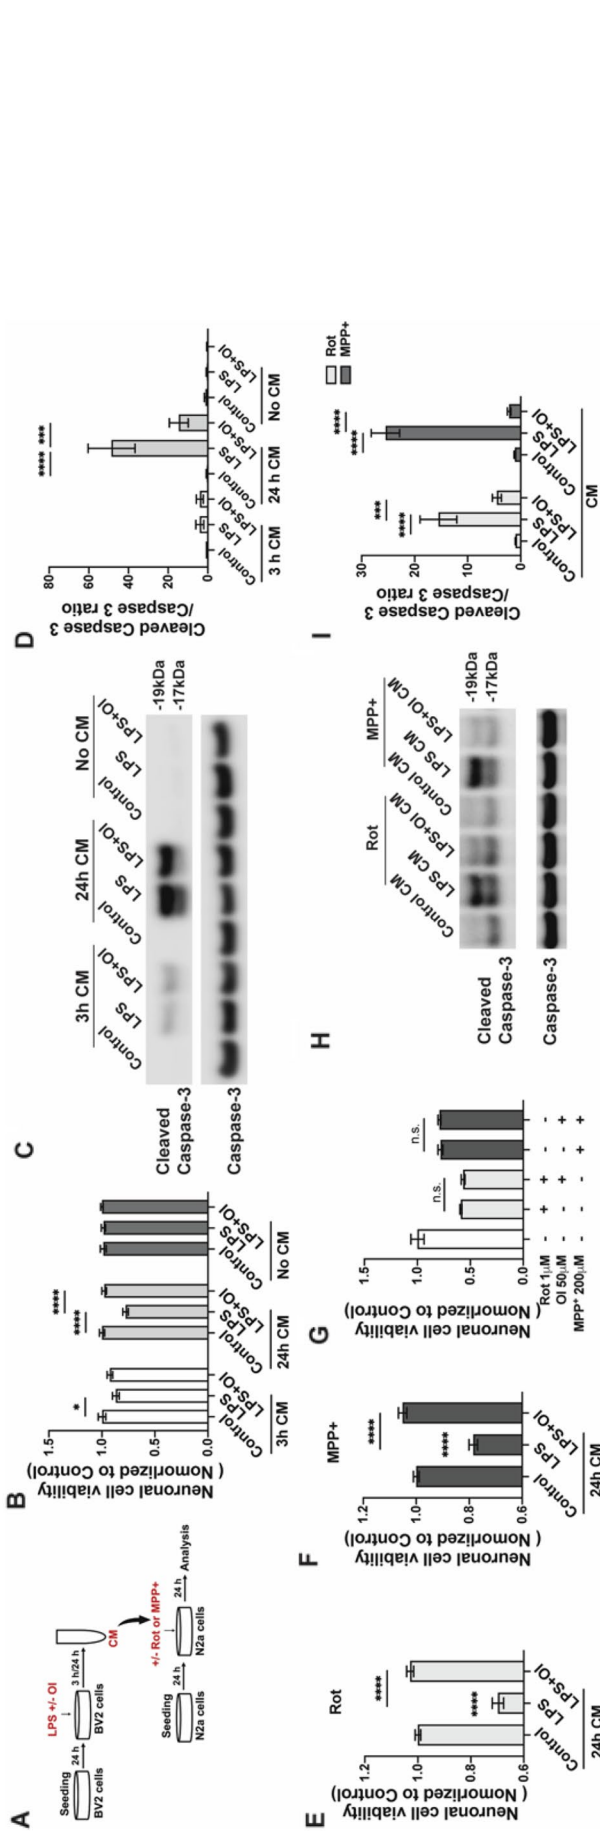 A
Seeding
BV2 cells
24 h
LPS +/- OI
BV2 cells
3 h/24 h
CM
Seeding
N2a cells
24 h
+/- Rot or MPP+
N2a cells
24 h
Analysis
B
Neuronal cell viability
( Nomorlized to Control)
1.5
1.0
0.5
0.0
*
****
****
Control
LPS
LPS+OI
Control
LPS
LPS+OI
Control
LPS
LPS+OI
3h CM
24h CM
No CM
C
3h CM
24h CM
No CM
Control
LPS
LPS+OI
Control
LPS
LPS+OI
Control
LPS
LPS+OI
Cleaved
Caspase-3
-19kDa
-17kDa
Caspase-3
D
Cleaved Caspase 3
/Caspase 3 ratio
80
60
40
20
0
**** ***
Control
LPS
LPS+OI
Control
LPS
LPS+OI
Control
LPS
LPS+OI
3 h CM
24 h CM
No CM
E
Rot
Neuronal cell viability
( Nomorlized to Control)
1.2
1.0
0.8
0.6
****
****
Control
LPS
LPS+OI
24h CM
F
MPP+
Neuronal cell viability
( Nomorlized to Control)
1.2
1.0
0.8
0.6
****
****
Control
LPS
LPS+OI
24h CM
G
Neuronal cell viability
( Nomorlized to Control)
1.5
1.0
0.5
0.0
n.s.
n.s.
Rot 1μM - + + - -
OI 50μM - - + - +
MPP+ 200μM - - - + +
H
Rot
MPP+
Control CM
LPS CM
LPS+OI CM
Control CM
LPS CM
LPS+OI CM
Cleaved
Caspase-3
-19kDa
-17kDa
Caspase-3
I
Cleaved Caspase 3
/Caspase 3 ratio
30
20
10
0
****
***
****
****
Rot
MPP+
Control
LPS
LPS+OI
Control
LPS
LPS+OI
CM